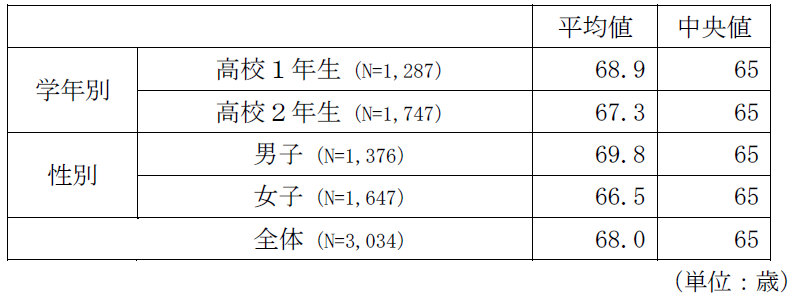 平均値 中央値
学年別 高校１年生 (N=1,287) 68.9 65
高校２年生 (N=1,747) 67.3 65
性別 男子 (N=1,376) 69.8 65
女子 (N=1,647) 66.5 65
全体 (N=3,034) 68.0 65
（単位：歳）